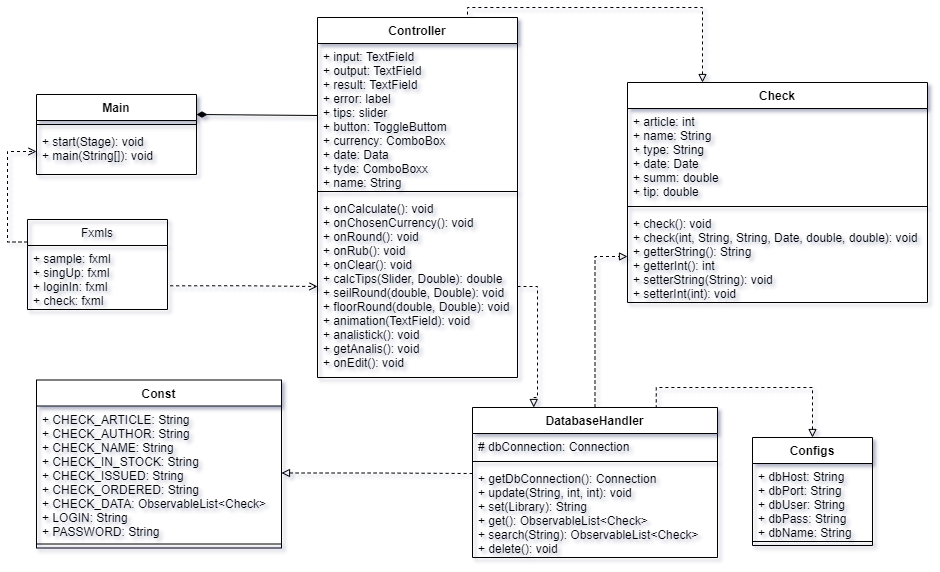 Main
+ start(Stage): void
+ main(String[]): void
Fxmls
+ sample: fxml
+ singUp: fxml
+ loginIn: fxml
+ check: fxml
Controller
+ input: TextField
+ output: TextField
+ result: TextField
+ error: label
+ tips: slider
+ button: ToggleButtom
+ currency: ComboBox
+ date: Data
+ tyde: ComboBoxx
+ name: String
+ onCalculate(): void
+ onChosenCurrency(): void
+ onRound(): void
+ onRub(): void
+ onClear(): void
+ calcTips(Slider, Double): double
+ seilRound(double, Double): void
+ floorRound(double, Double): void
+ animation(TextField): void
+ analistick(): void
+ getAnalis(): void
+ onEdit(): void
Check
+ article: int
+ name: String
+ type: String
+ date: Date
+ summ: double
+ tip: double
+ check(): void
+ check(int, String, String, Date, double, double): void
+ getterString(): String
+ getterInt(): int
+ setterString(String): void
+ setterInt(int): void
Const
+ CHECK_ARTICLE: String
+ CHECK_AUTHOR: String
+ CHECK_NAME: String
+ CHECK_IN_STOCK: String
+ CHECK_ISSUED: String
+ CHECK_ORDERED: String
+ CHECK_DATA: ObservableList<Check>
+ LOGIN: String
+ PASSWORD: String
DatabaseHandler
# dbConnection: Connection
+ getDbConnection(): Connection
+ update(String, int, int): void
+ set(Library): String
+ get(): ObservableList<Check>
+ search(String): ObservableList<Check>
+ delete(): void
Configs
+ dbHost: String
+ dbPort: String
+ dbUser: String
+ dbPass: String
+ dbName: String